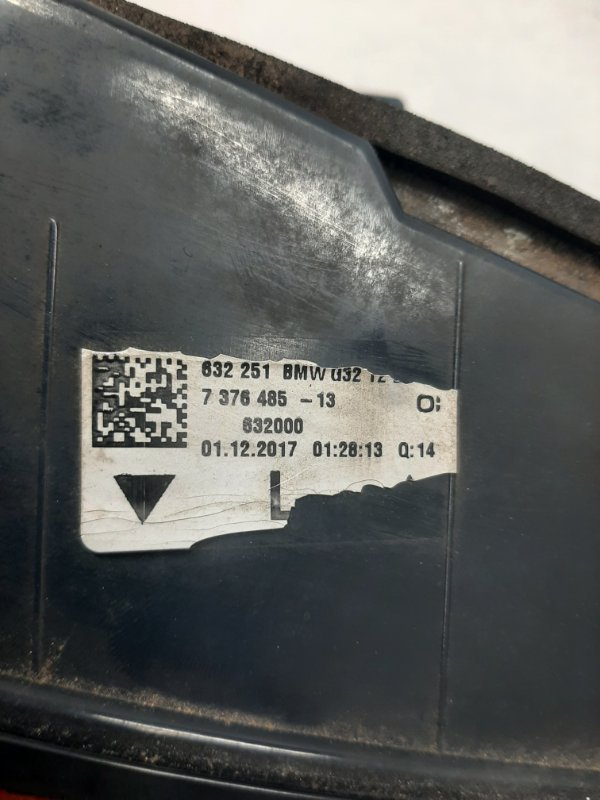 632 251 BMW
7 376 485 -13 O:
632000
01.12.2017 01:28:13 Q:14
L